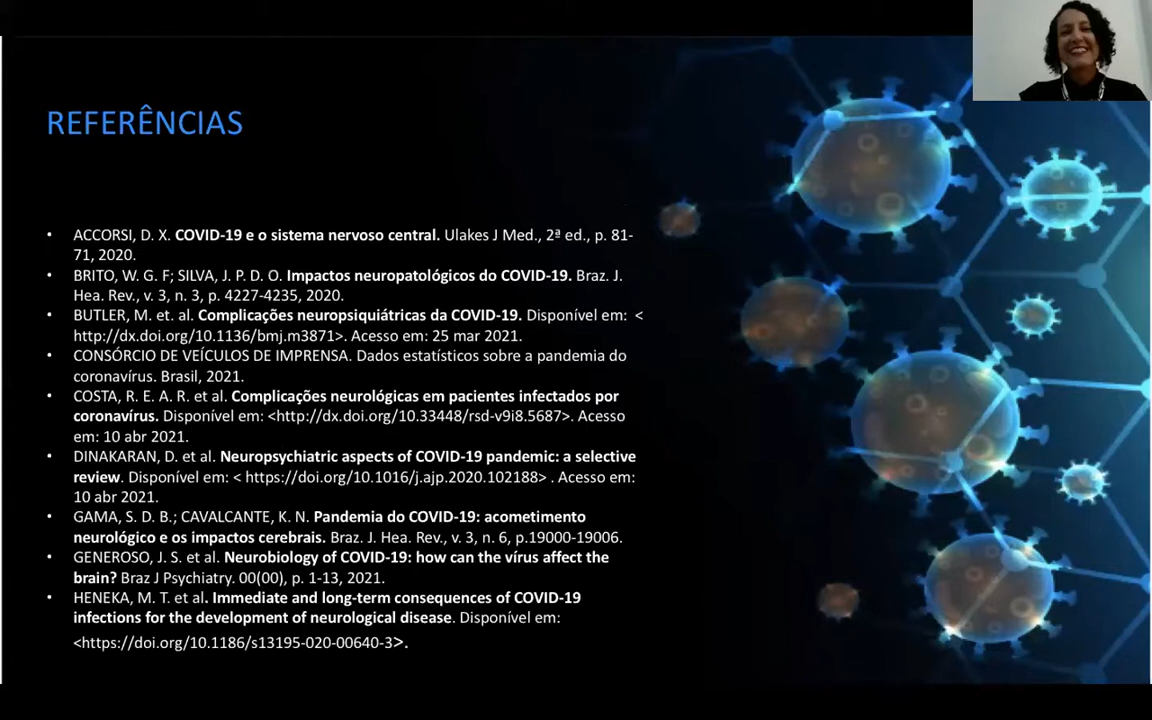 REFERÊNCIAS
• ACCORSI, D. X. COVID-19 e o sistema nervoso central. Ulakes J Med., 2ª ed., p. 81-
71, 2020.
• BRITO, W. G. F; SILVA, J. P. D. O. Impactos neuropatológicos do COVID-19. Braz. J.
Hea. Rev., v. 3, n. 3, p. 4227-4235, 2020.
• BUTLER, M. et. al. Complicações neuropsiquiátricas da COVID-19. Disponível em: <
http://dx.doi.org/10.1136/bmj.m3871>. Acesso em: 25 mar 2021.
• CONSÓRCIO DE VEÍCULOS DE IMPRENSA. Dados estatísticos sobre a pandemia do
coronavírus. Brasil, 2021.
• COSTA, R. E. A. R. et al. Complicações neurológicas em pacientes infectados por
coronavírus. Disponível em: <http://dx.doi.org/10.33448/rsd-v9i8.5687>. Acesso
em: 10 abr 2021.
• DINAKARAN, D. et al. Neuropsychiatric aspects of COVID-19 pandemic: a selective
review. Disponível em: < https://doi.org/10.1016/j.ajp.2020.102188> . Acesso em:
10 abr 2021.
• GAMA, S. D. B.; CAVALCANTE, K. N. Pandemia do COVID-19: acometimento
neurológico e os impactos cerebrais. Braz. J. Hea. Rev., v. 3, n. 6, p.19000-19006.
• GENEROSO, J. S. et al. Neurobiology of COVID-19: how can the vírus affect the
brain? Braz J Psychiatry. 00(00), p. 1-13, 2021.
• HENEKA, M. T. et al. Immediate and long-term consequences of COVID-19
infections for the development of neurological disease. Disponível em:
<https://doi.org/10.1186/s13195-020-00640-3>.